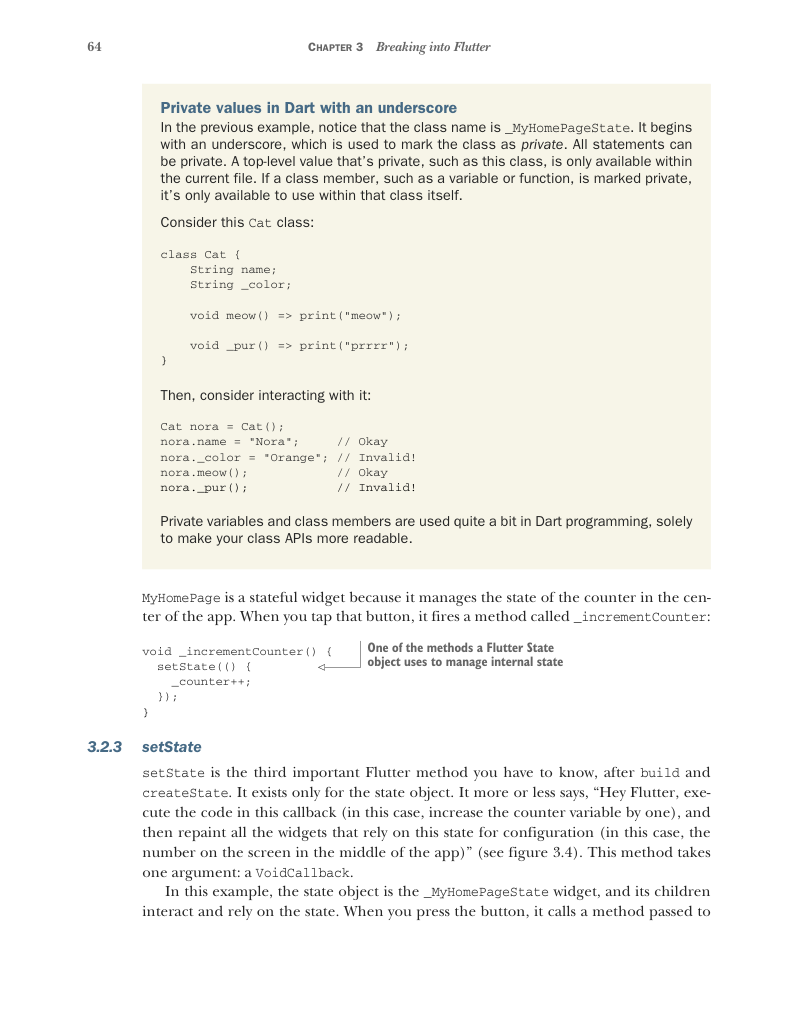 64
CHAPTER 3 Breaking into Flutter
Private values in Dart with an underscore
In the previous example, notice that the class name is _MyHomePageState. It begins
with an underscore, which is used to mark the class as private. All statements can
be private. A top-level value that's private, such as this class, is only available within
the current file. If a class member, such as a variable or function, is marked private,
it's only available to use within that class itself.
Consider this Cat class:
class Cat {
    String name;
    String _color;
    void meow() => print("meow");
    void _pur() => print("prrrr");
}
Then, consider interacting with it:
Cat nora = Cat();
nora.name = "Nora";     // Okay
nora._color = "Orange"; // Invalid!
nora.meow();            // Okay
nora._pur();            // Invalid!
Private variables and class members are used quite a bit in Dart programming, solely
to make your class APIs more readable.
MyHomePage is a stateful widget because it manages the state of the counter in the cen-
ter of the app. When you tap that button, it fires a method called _incrementCounter:
void _incrementCounter() {
  setState(() {
    _counter++;
  });
}
One of the methods a Flutter State
object uses to manage internal state
3.2.3 setState
setState is the third important Flutter method you have to know, after build and
createState. It exists only for the state object. It more or less says, “Hey Flutter, exe-
cute the code in this callback (in this case, increase the counter variable by one), and
then repaint all the widgets that rely on this state for configuration (in this case, the
number on the screen in the middle of the app)” (see figure 3.4). This method takes
one argument: a VoidCallback.
In this example, the state object is the _MyHomePageState widget, and its children
interact and rely on the state. When you press the button, it calls a method passed to